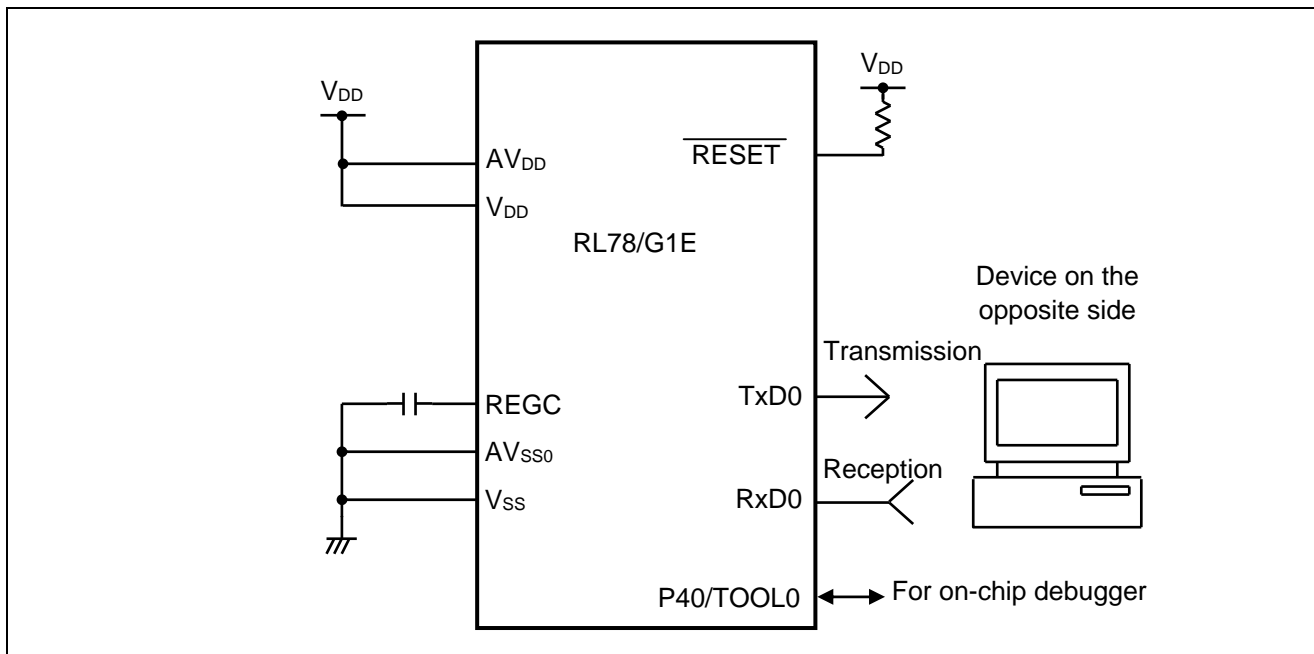 VDD
VDD
AVDD
RESET
VDD
RL78/G1E
Device on the
opposite side
Transmission
REGC
TxD0
AVSS0
Reception
VSS
RxD0
P40/TOOL0
For on-chip debugger